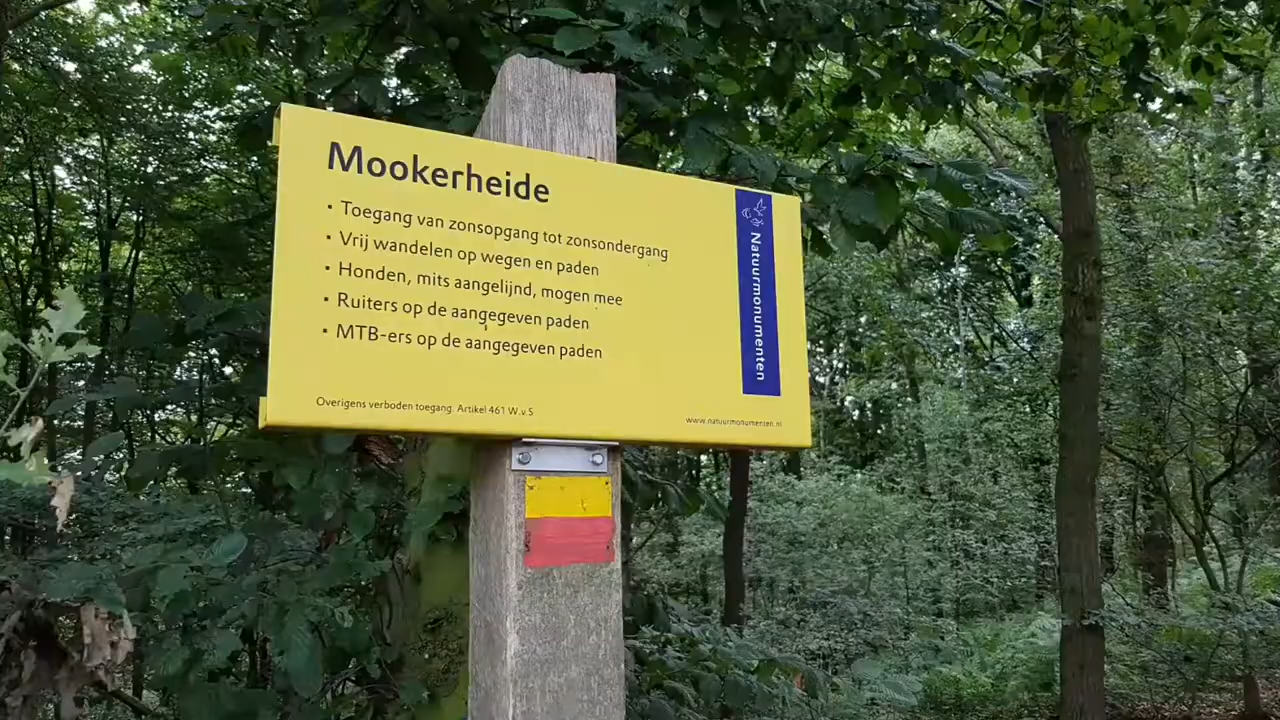 Mookerheide
▪ Toegang van zonsopgang tot zonsondergang
▪ Vrij wandelen op wegen en paden
▪ Honden, mits aangelijnd, mogen mee
▪ Ruiters op de aangegeven paden
▪ MTB-ers op de aangegeven paden
Overigens verboden toegang. Artikel 461 W.v.S
www.natuurmonumenten.nl
Natuurmonumenten